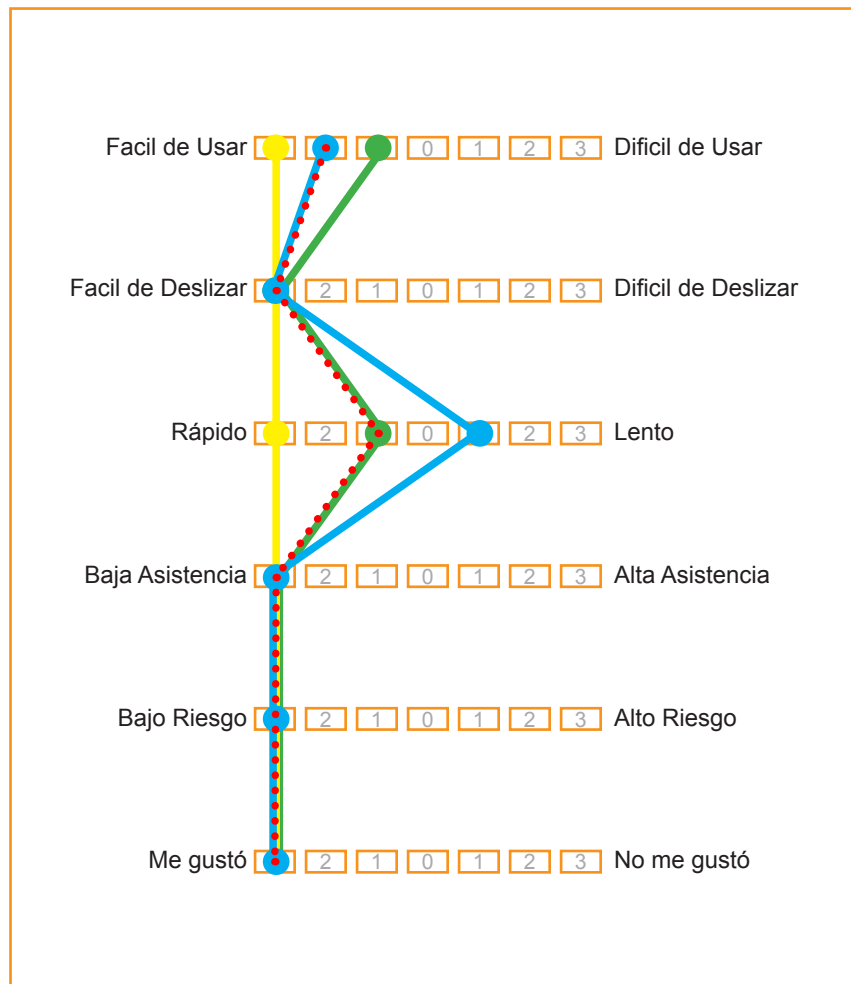 Facil de Usar 0 1 2 3 Dificil de Usar
Facil de Deslizar 2 1 0 1 2 3 Dificil de Deslizar
Rápido 2 0 2 3 Lento
Baja Asistencia 2 1 0 1 2 3 Alta Asistencia
Bajo Riesgo 2 1 0 1 2 3 Alto Riesgo
Me gustó 2 1 0 1 2 3 No me gustó